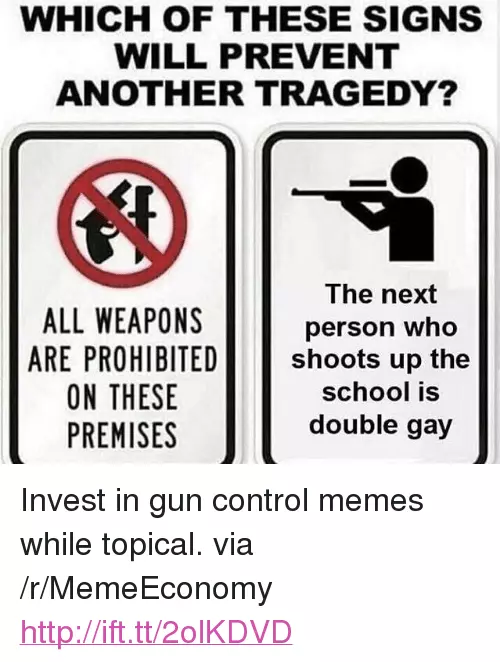 WHICH OF THESE SIGNS
WILL PREVENT
ANOTHER TRAGEDY?
ALL WEAPONS
ARE PROHIBITED
ON THESE
PREMISES
The next
person who
shoots up the
school is
double gay
Invest in gun control memes
while topical. via
/r/MemeEconomy
http://ift.tt/2olKDVD